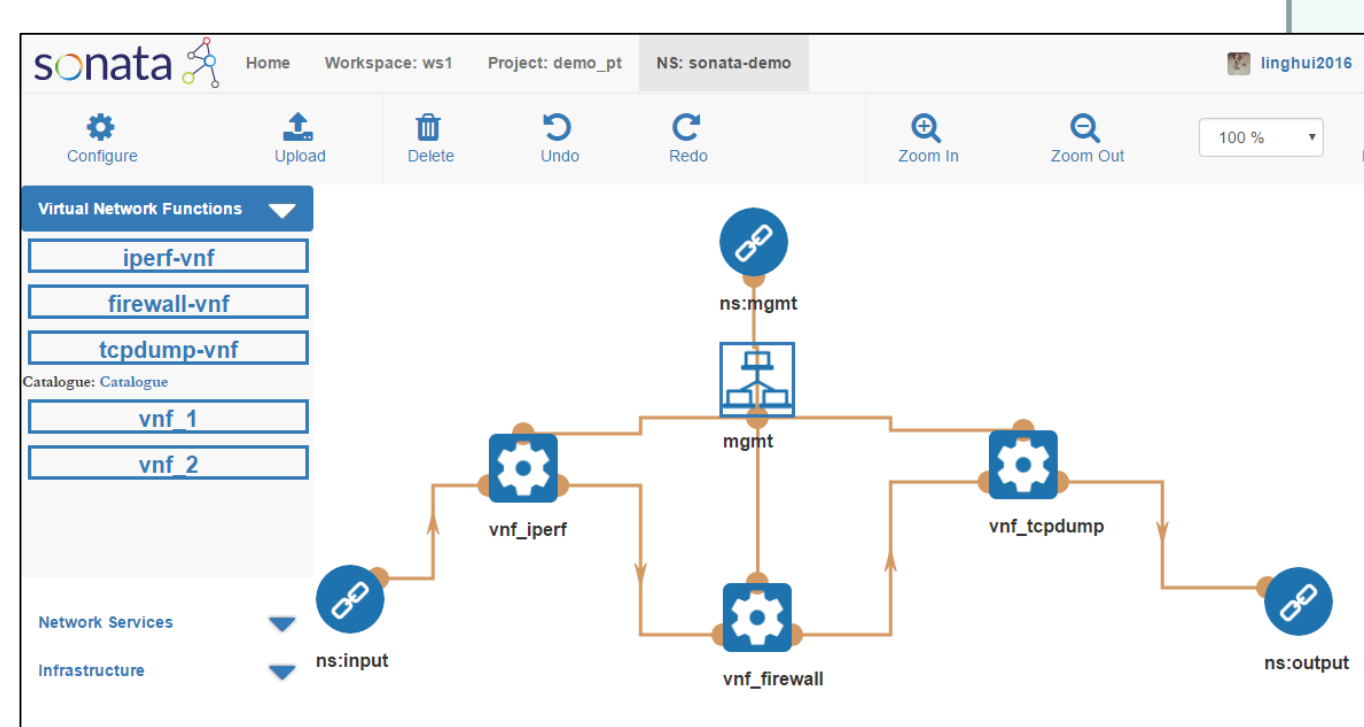 sonata
Home Workspace: ws1 Project: demo_pt NS: sonata-demo linghui2016
Configure Upload Delete Undo Redo Zoom In Zoom Out 100 %
Virtual Network Functions
iperf-vnf
firewall-vnf
tcpdump-vnf
Catalogue: Catalogue
vnf_1
vnf_2
Network Services
Infrastructure
ns:mgmt
mgmt
vnf_iperf
vnf_tcpdump
ns:input
vnf_firewall
ns:output